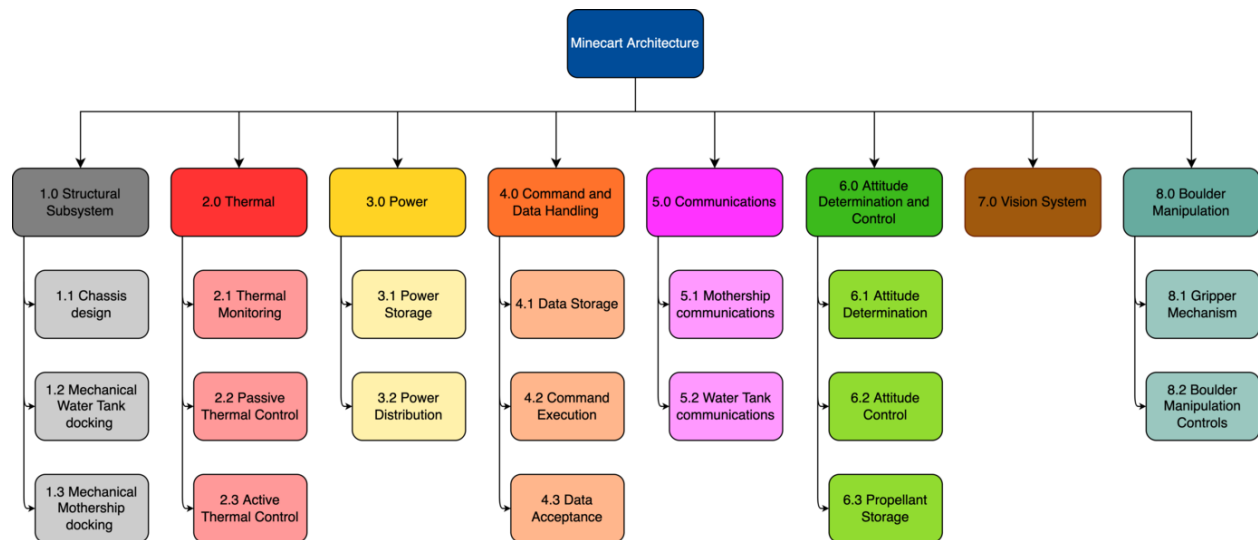 Minecart Architecture
1.0 Structural
Subsystem
2.0 Thermal
3.0 Power
4.0 Command and
Data Handling
5.0 Communications
6.0 Attitude
Determination and
Control
7.0 Vision System
8.0 Boulder
Manipulation
1.1 Chassis
design
2.1 Thermal
Monitoring
3.1 Power
Storage
4.1 Data Storage
5.1 Mothership
communications
6.1 Attitude
Determination
8.1 Gripper
Mechanism
1.2 Mechanical
Water Tank
docking
2.2 Passive
Thermal Control
3.2 Power
Distribution
4.2 Command
Execution
5.2 Water Tank
communications
6.2 Attitude
Control
8.2 Boulder
Manipulation
Controls
1.3 Mechanical
Mothership
docking
2.3 Active
Thermal Control
4.3 Data
Acceptance
6.3 Propellant
Storage